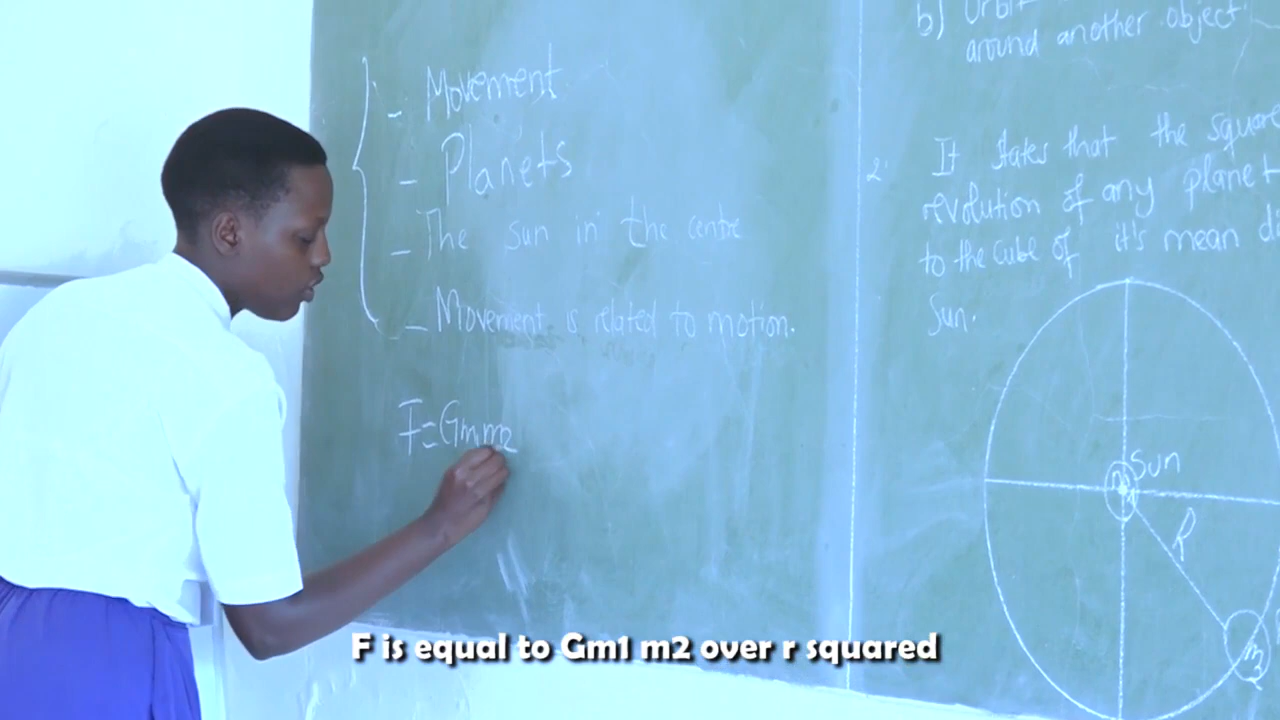 - Movement
- Planets
- The sun in the centre
- Movement is related to motion.
F=Gm1m2
b) Orbit
around another object
2. It states that the square
revolution of any planet
to the cube of it's mean
Sun.
Sun
R
m2
F is equal to Gm1 m2 over r squared